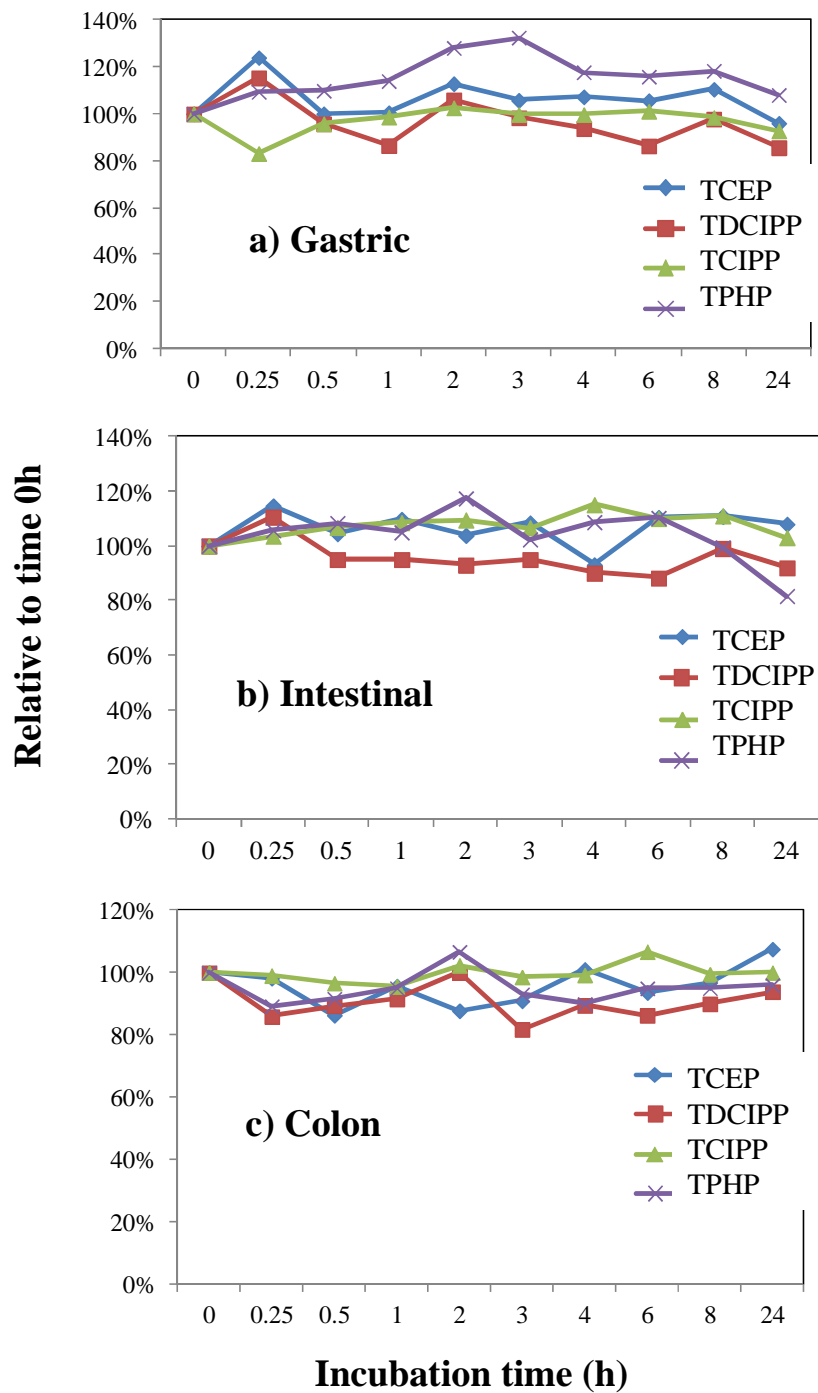 140%
120%
100%
80%
60%
40%
20%
0%
a) Gastric
TCEP
TDCIPP
TCIPP
TPHP
0 0.25 0.5 1 2 3 4 6 8 24
Relative to time 0h
140%
120%
100%
80%
60%
40%
20%
0%
b) Intestinal
TCEP
TDCIPP
TCIPP
TPHP
0 0.25 0.5 1 2 3 4 6 8 24
120%
100%
80%
60%
40%
20%
0%
c) Colon
TCEP
TDCIPP
TCIPP
TPHP
0 0.25 0.5 1 2 3 4 6 8 24
Incubation time (h)